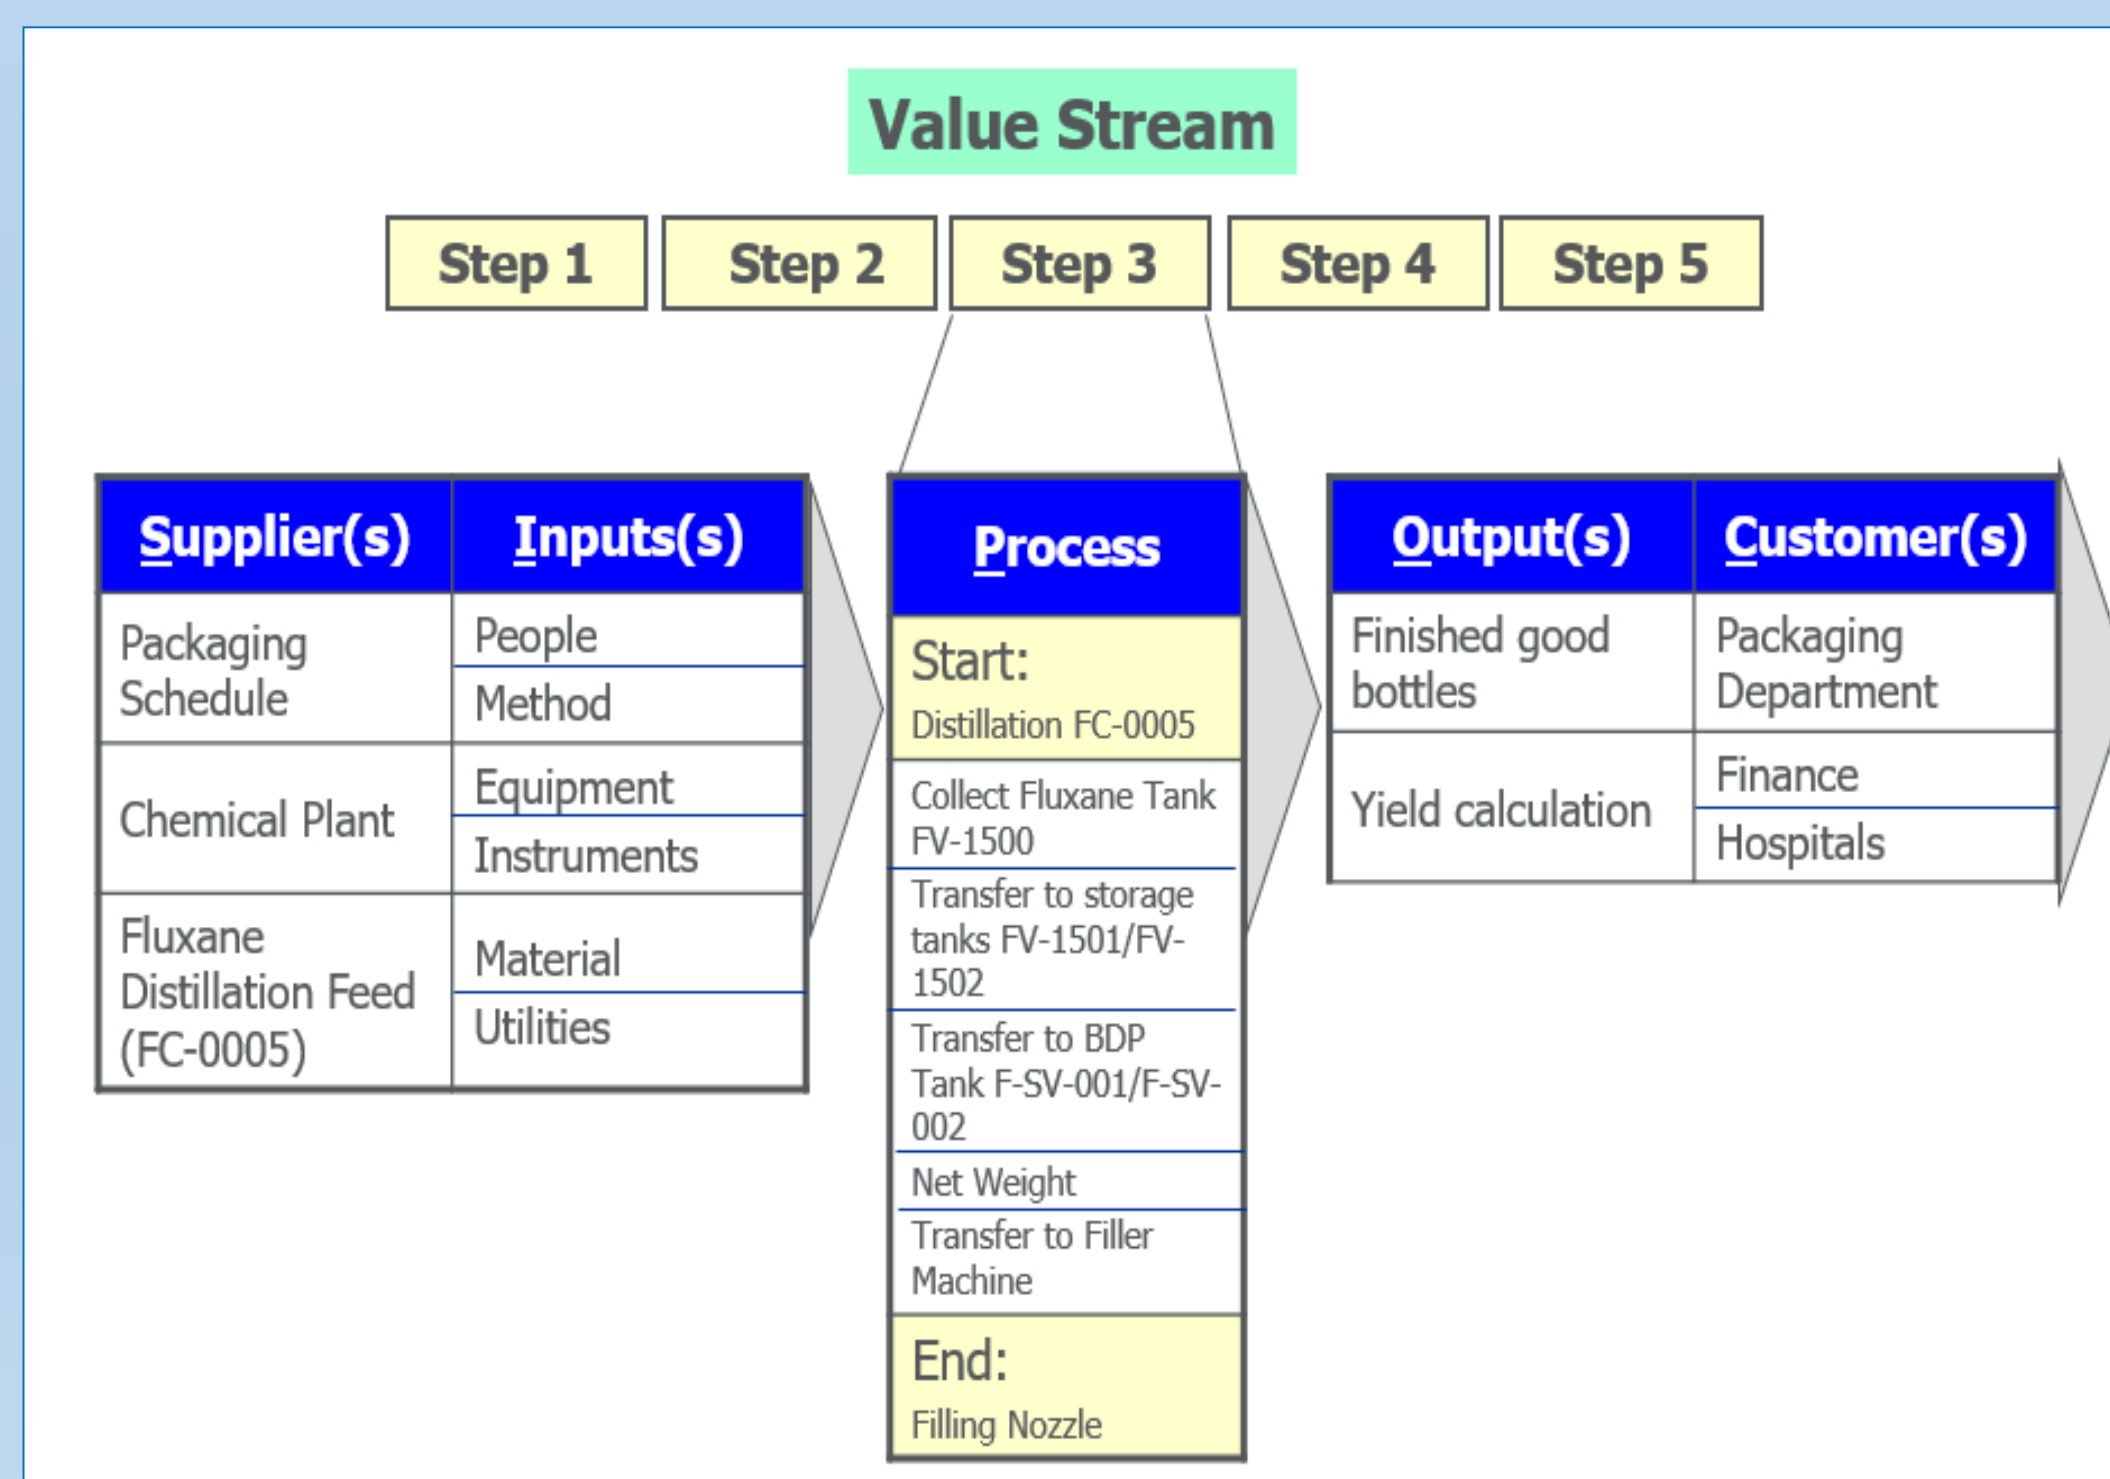 Value Stream
Step 1
Step 2
Step 3
Step 4
Step 5
Supplier(s)
Inputs(s)
Packaging
Schedule
People
Method
Chemical Plant
Equipment
Instruments
Fluxane
Distillation Feed
(FC-0005)
Material
Utilities
Process
Start:
Distillation FC-0005
Collect Fluxane Tank
FV-1500
Transfer to storage
tanks FV-1501/FV-
1502
Transfer to BDP
Tank F-SV-001/F-SV-
002
Net Weight
Transfer to Filler
Machine
End:
Filling Nozzle
Output(s)
Customer(s)
Finished good
bottles
Packaging
Department
Yield calculation
Finance
Hospitals